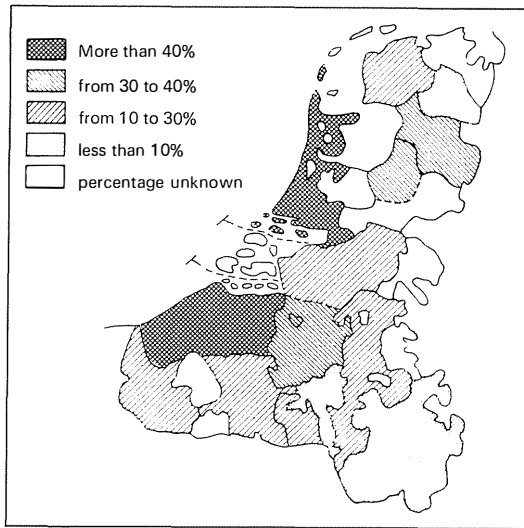 More than 40%
from 30 to 40%
from 10 to 30%
less than 10%
percentage unknown